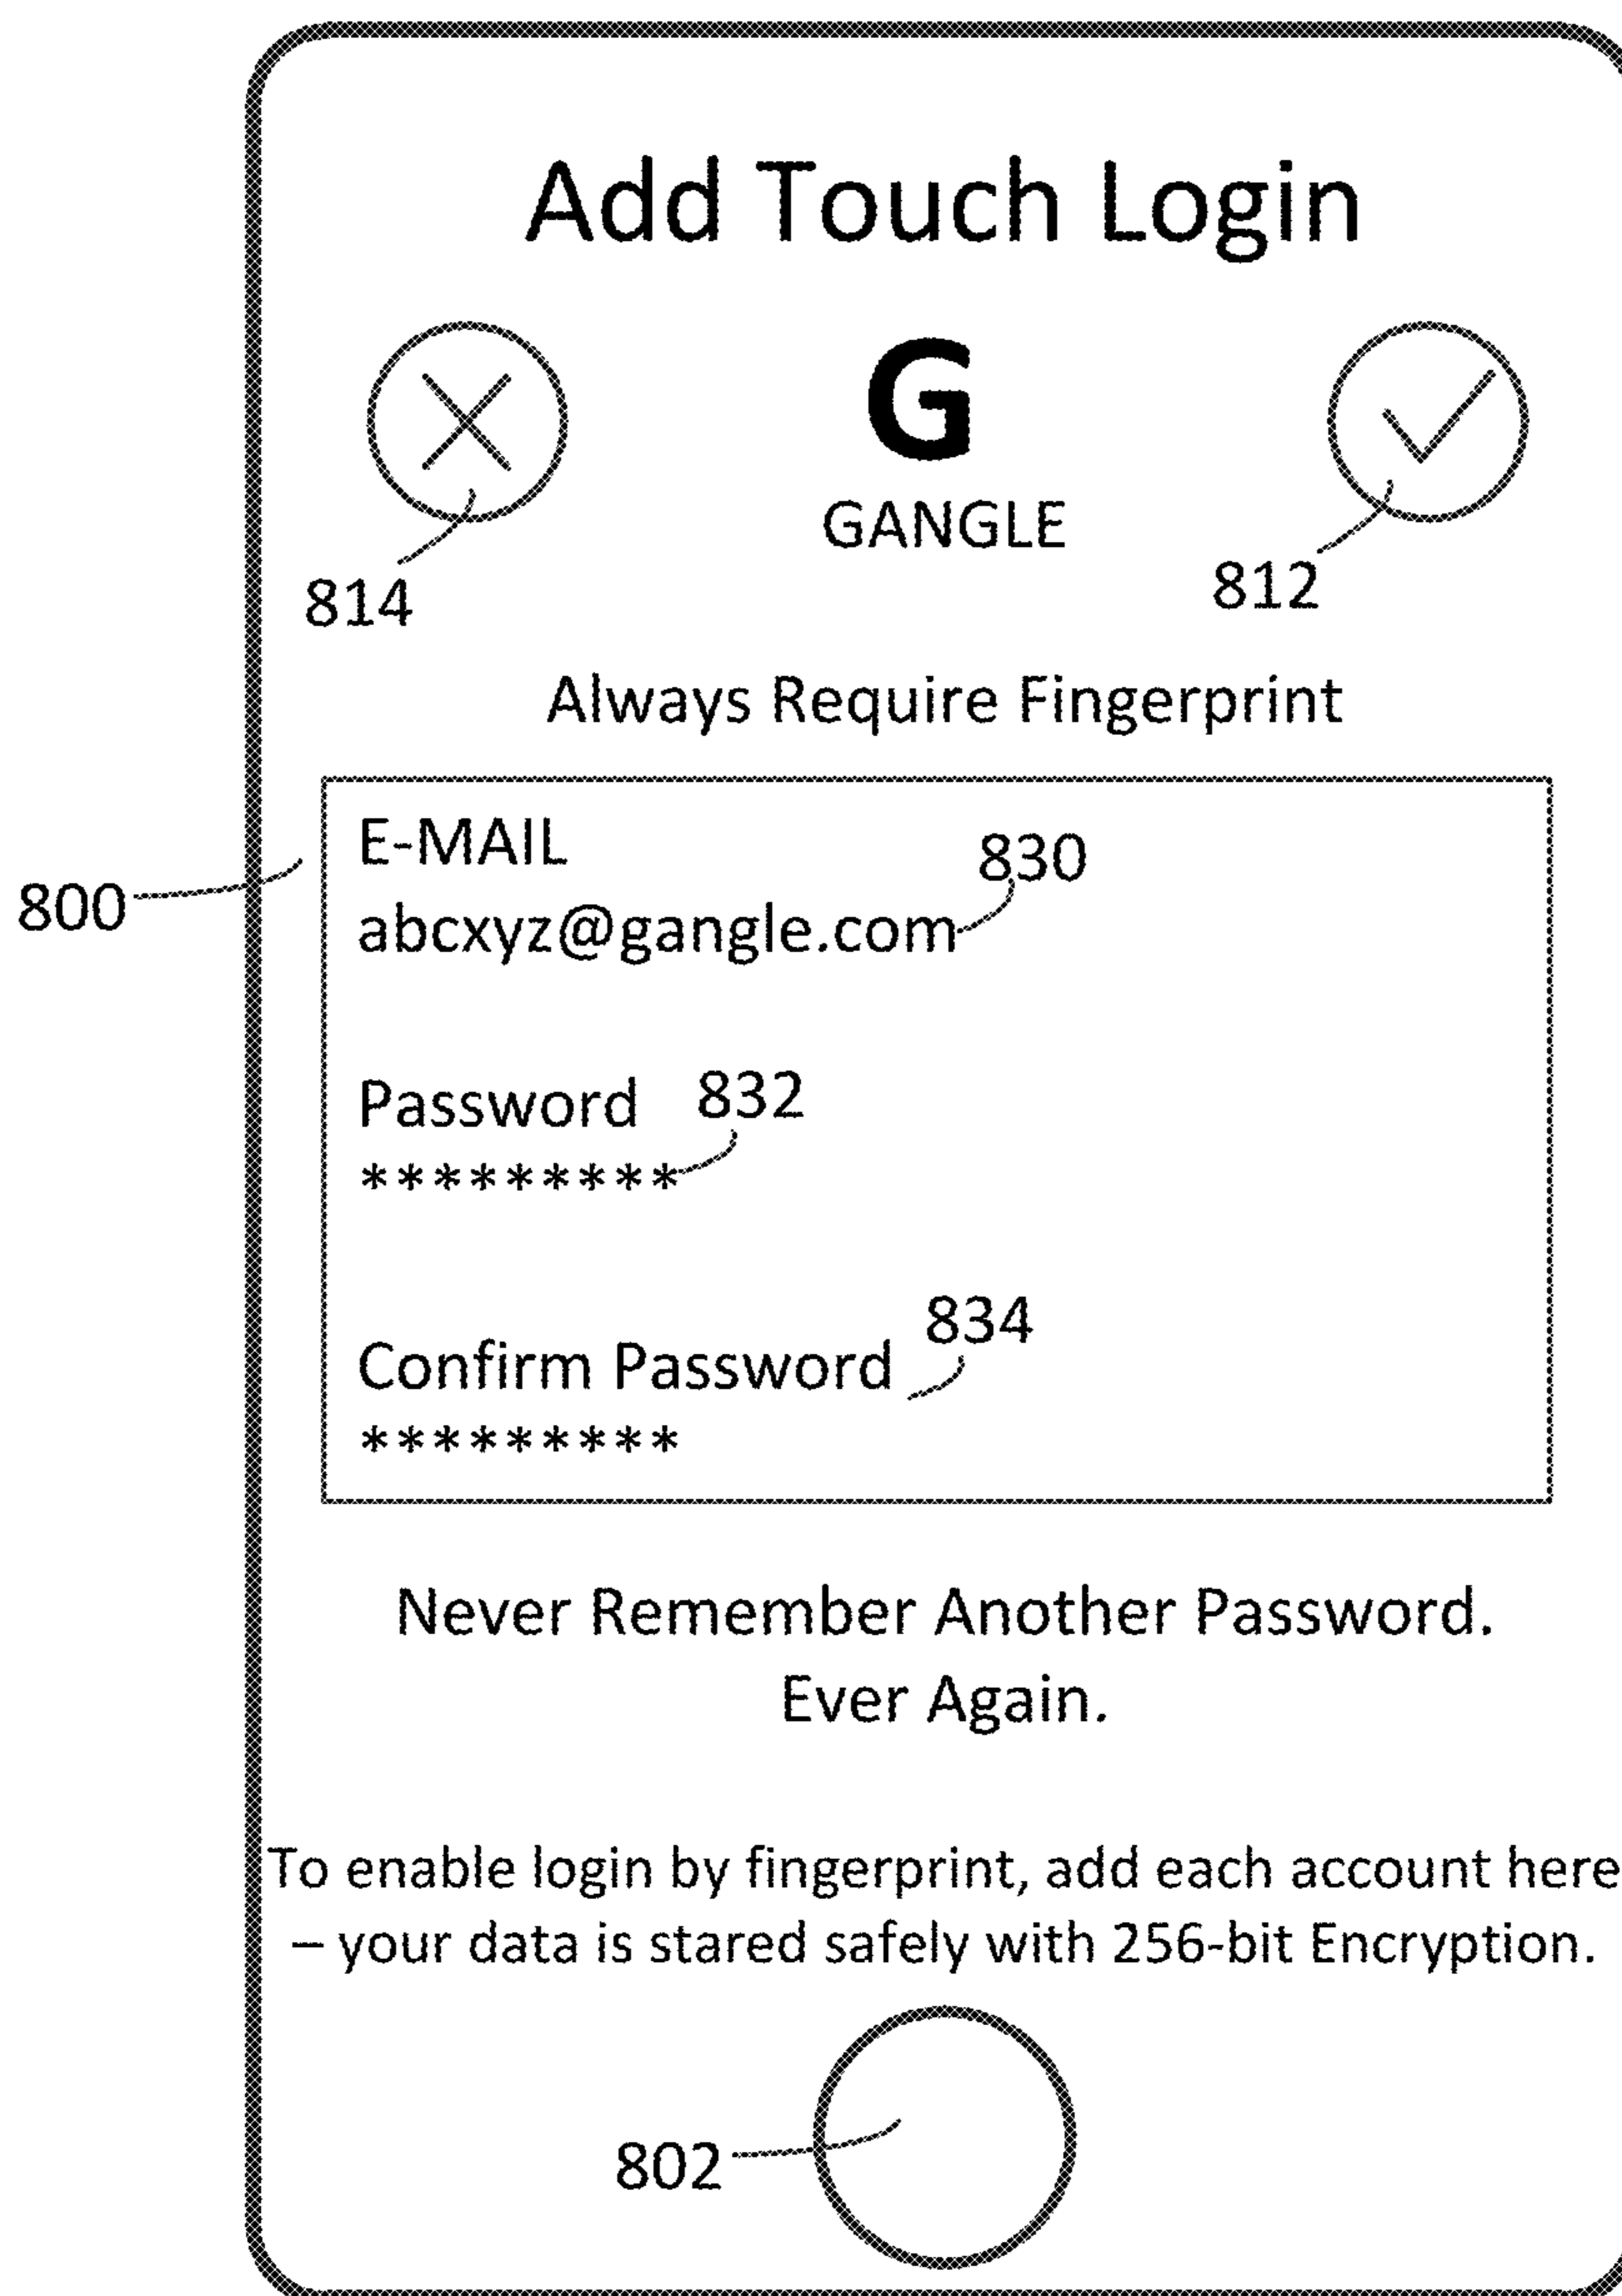 Add Touch Login
G
GANGLE
814
812
Always Require Fingerprint
800
E-MAIL
830
abcxyz@gangle.com
Password 832
*********
834
Confirm Password
*********
Never Remember Another Password.
Ever Again.
To enable login by fingerprint, add each account here
– your data is stared safely with 256-bit Encryption.
802